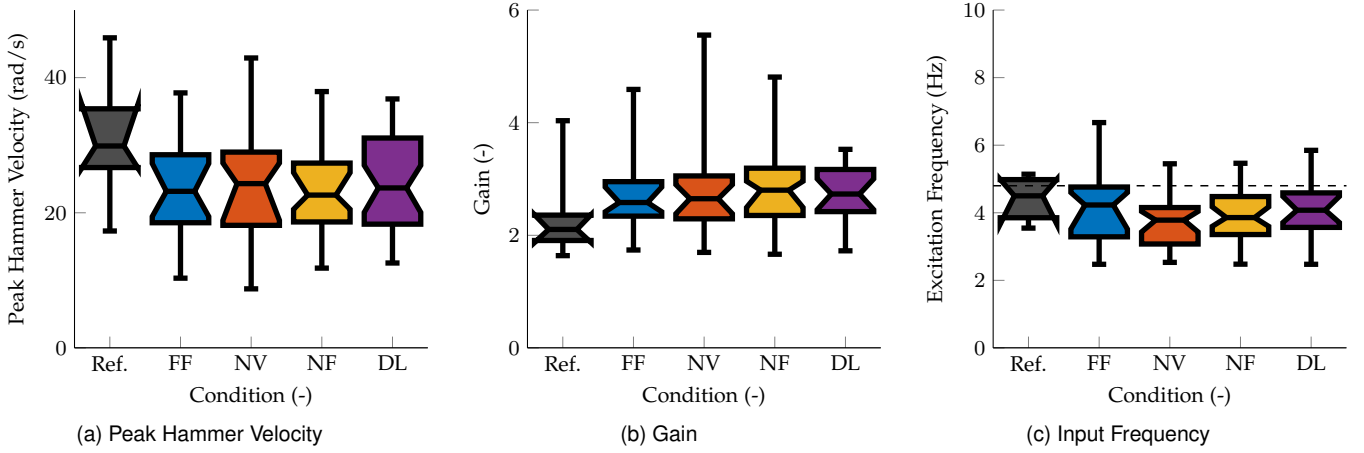 Peak Hammer Velocity (rad/s)
40
20
0
Ref. FF NV NF DL
Condition (-)
(a) Peak Hammer Velocity
Gain (-)
6
4
2
0
Ref. FF NV NF DL
Condition (-)
(b) Gain
Excitation Frequency (Hz)
10
8
6
4
2
0
Ref. FF NV NF DL
Condition (-)
(c) Input Frequency